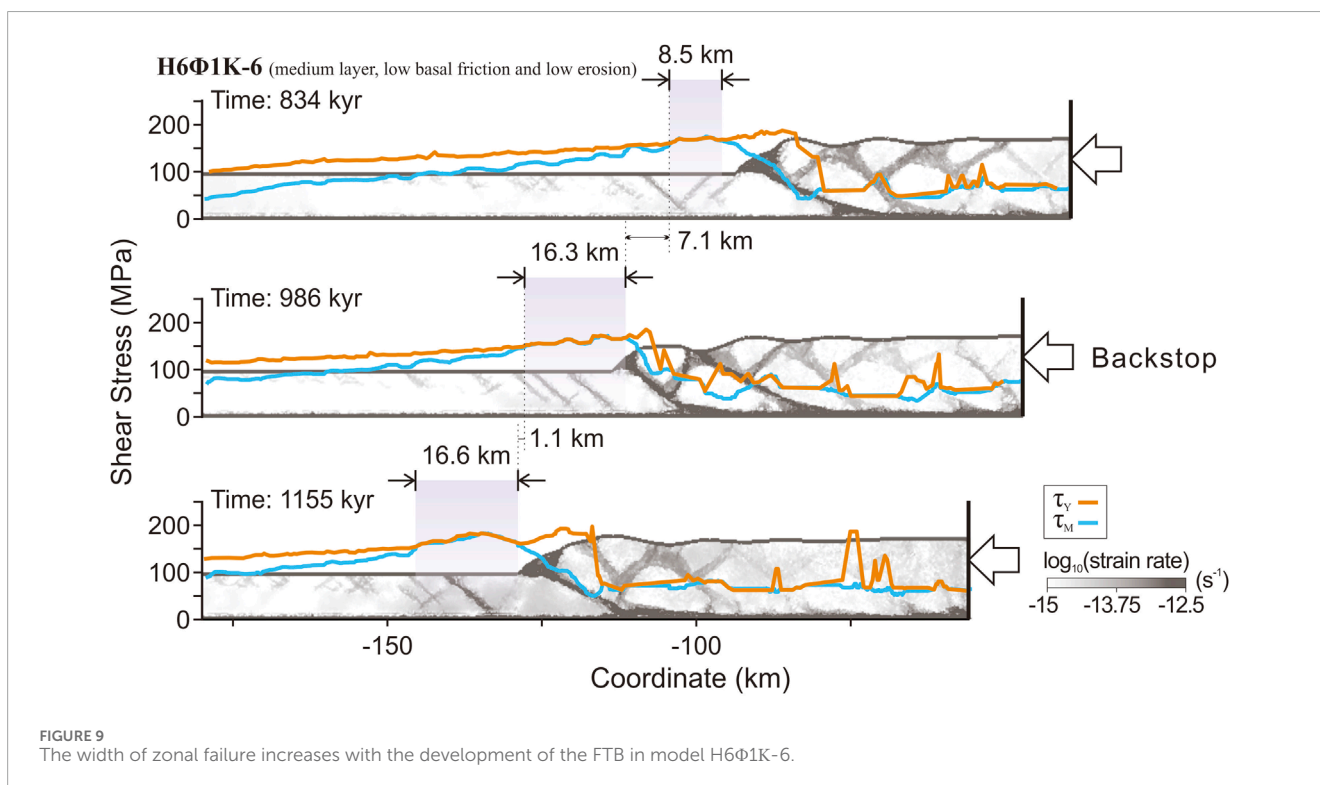 H6Φ1K-6 (medium layer, low basal friction and low erosion)
8.5 km
Time: 834 kyr
200
100
0
7.1 km
16.3 km
Time: 986 kyr
200
100
0
Backstop
1.1 km
16.6 km
Time: 1155 kyr
200
100
0
Shear Stress (MPa)
τY
τM
log10(strain rate)
(s-1)
-15 -13.75 -12.5
-150 -100
Coordinate (km)
FIGURE 9
The width of zonal failure increases with the development of the FTB in model H6Φ1K-6.